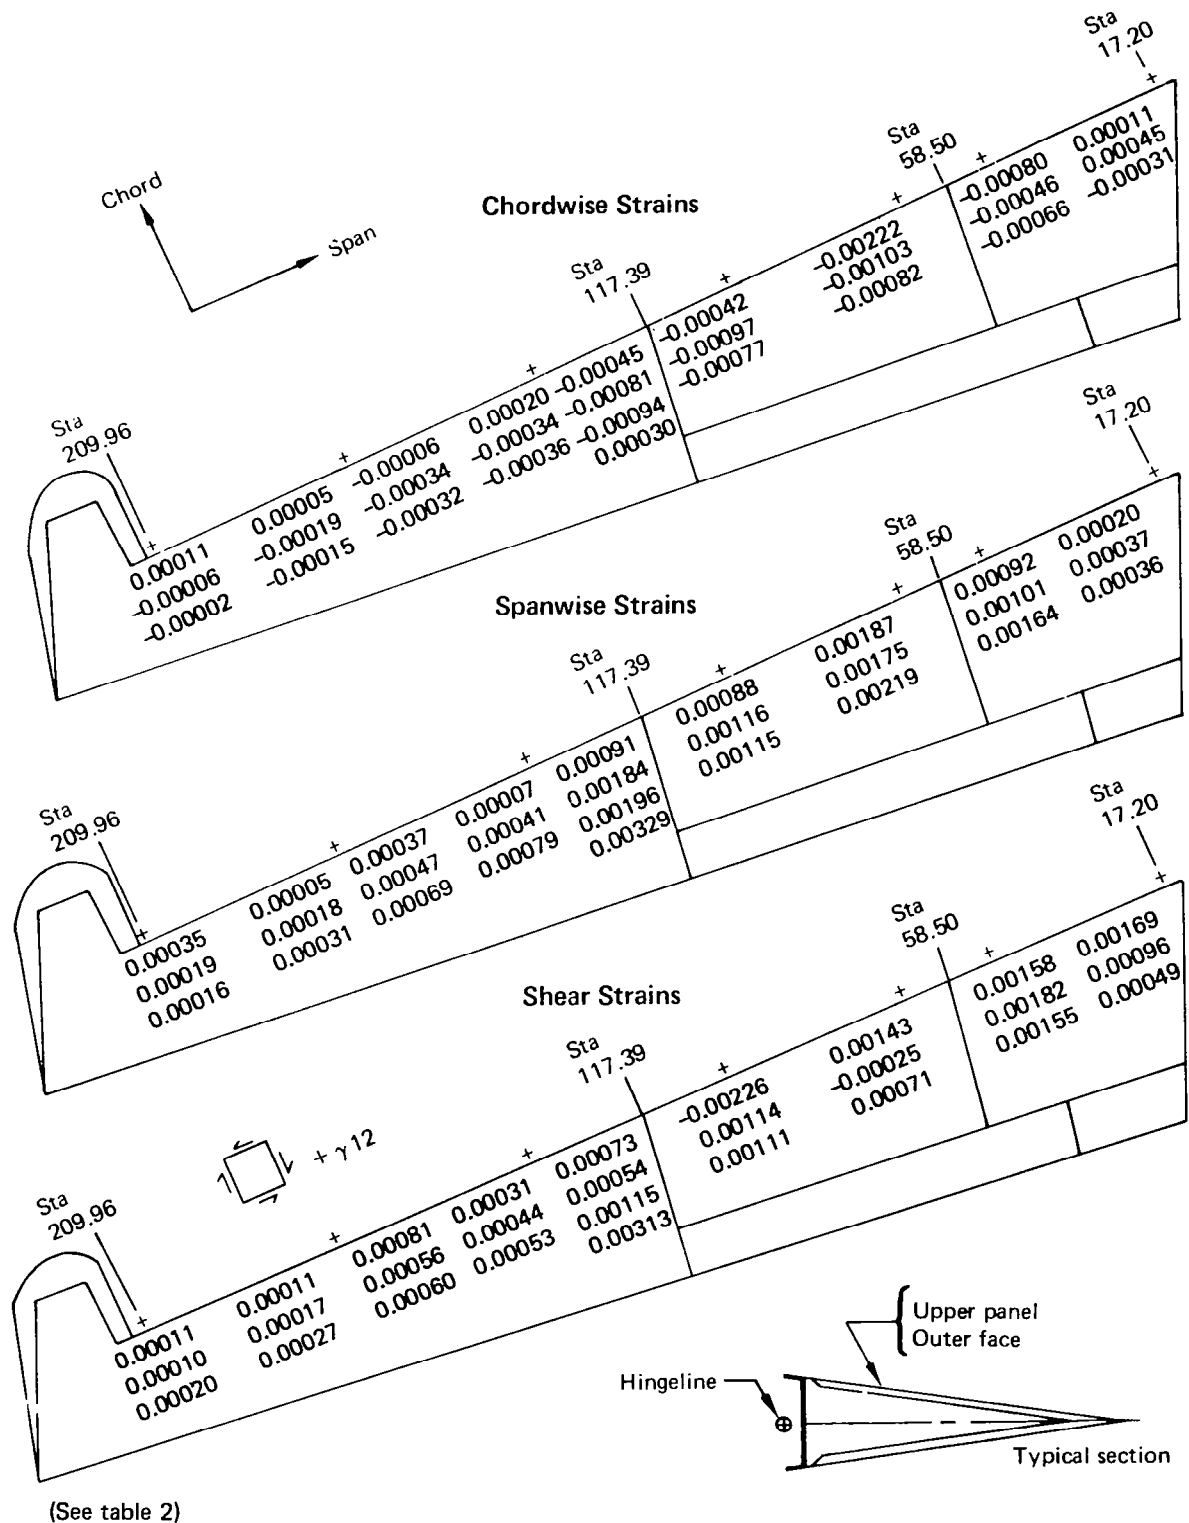 Sta
17.20
Sta
58.50
Chord
Span
Chordwise Strains
Sta
117.39
Sta
209.96
0.00011 0.00005 -0.00006 0.00020 -0.00045 -0.00042 -0.00222 -0.00080 0.00011
-0.00006 -0.00019 -0.00034 -0.00034 -0.00081 -0.00097 -0.00103 -0.00046 0.00045
-0.00002 -0.00015 -0.00032 -0.00036 -0.00094 -0.00077 -0.00082 -0.00066 -0.00031
0.00030
Sta
17.20
Sta
58.50
Spanwise Strains
Sta
117.39
Sta
209.96
0.00035 0.00005 0.00037 0.00007 0.00091 0.00088 0.00187 0.00092 0.00020
0.00019 0.00018 0.00047 0.00041 0.00184 0.00116 0.00175 0.00101 0.00037
0.00016 0.00031 0.00069 0.00079 0.00196 0.00115 0.00219 0.00164 0.00036
0.00329
Sta
17.20
Sta
58.50
Shear Strains
Sta
117.39
+ γ12
Sta
209.96
0.00011 0.00011 0.00081 0.00031 0.00073 -0.00226 0.00143 0.00158 0.00169
0.00010 0.00017 0.00056 0.00044 0.00054 0.00114 -0.00025 0.00182 0.00096
0.00020 0.00027 0.00060 0.00053 0.00115 0.00111 0.00071 0.00155 0.00049
0.00313
Upper panel
Outer face
Hingeline
Typical section
(See table 2)